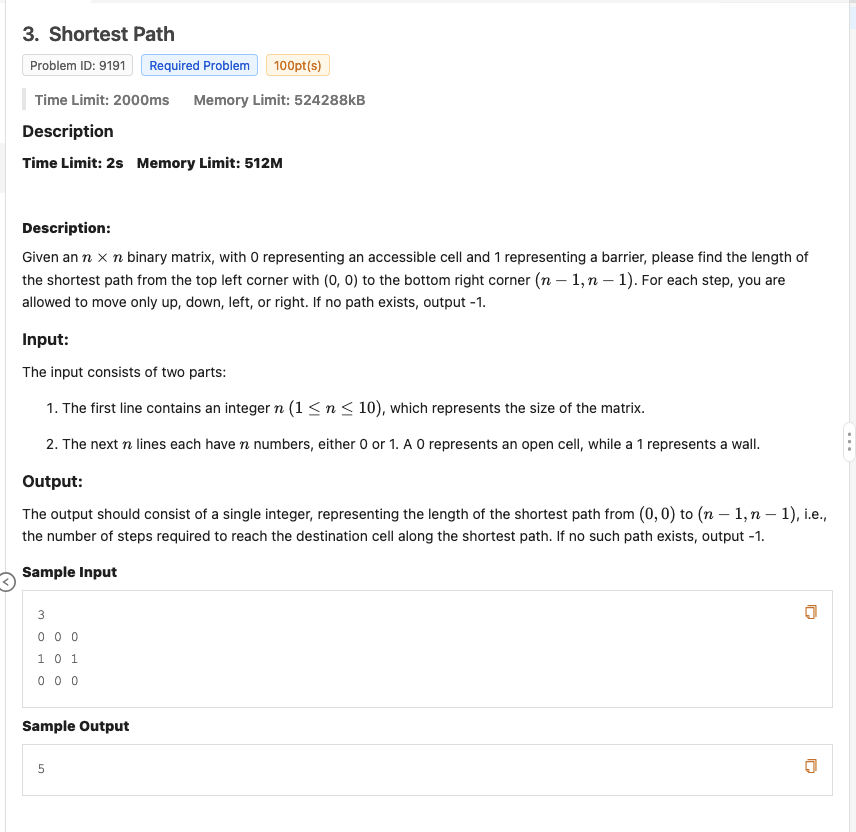 3. Shortest Path
Problem ID: 9191 Required Problem 100pt(s)
Time Limit: 2000ms Memory Limit: 524288kB
Description
Time Limit: 2s Memory Limit: 512M
Description:
Given an n × n binary matrix, with 0 representing an accessible cell and 1 representing a barrier, please find the length of
the shortest path from the top left corner with (0, 0) to the bottom right corner (n − 1, n − 1). For each step, you are
allowed to move only up, down, left, or right. If no path exists, output -1.
Input:
The input consists of two parts:
1. The first line contains an integer n (1 ≤ n ≤ 10), which represents the size of the matrix.
2. The next n lines each have n numbers, either 0 or 1. A 0 represents an open cell, while a 1 represents a wall.
Output:
The output should consist of a single integer, representing the length of the shortest path from (0, 0) to (n − 1, n − 1), i.e.,
the number of steps required to reach the destination cell along the shortest path. If no such path exists, output -1.
Sample Input
3
0 0 0
1 0 1
0 0 0
Sample Output
5